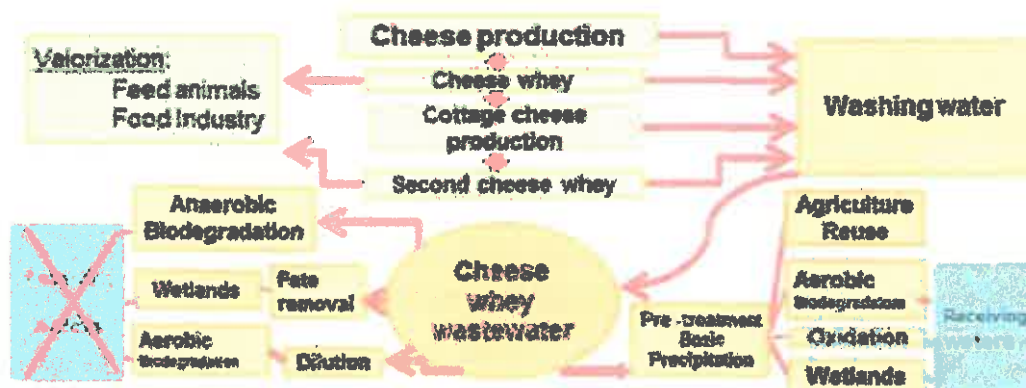 Cheese production
Valorization:
Feed animals
Food Industry
Cheese whey
Cottage cheese
production
Second cheese whey
Washing water
Anaerobic
Biodegradation
Wetlands
Fats
removal
Aerobic
Biodegradation
Dilution
Cheese
whey
wastewater
Pre-treatment
Basic
Precipitation
Agriculture
Reuse
Aerobic
Biodegradation
Oxidation
Wetlands
Receiving
waters